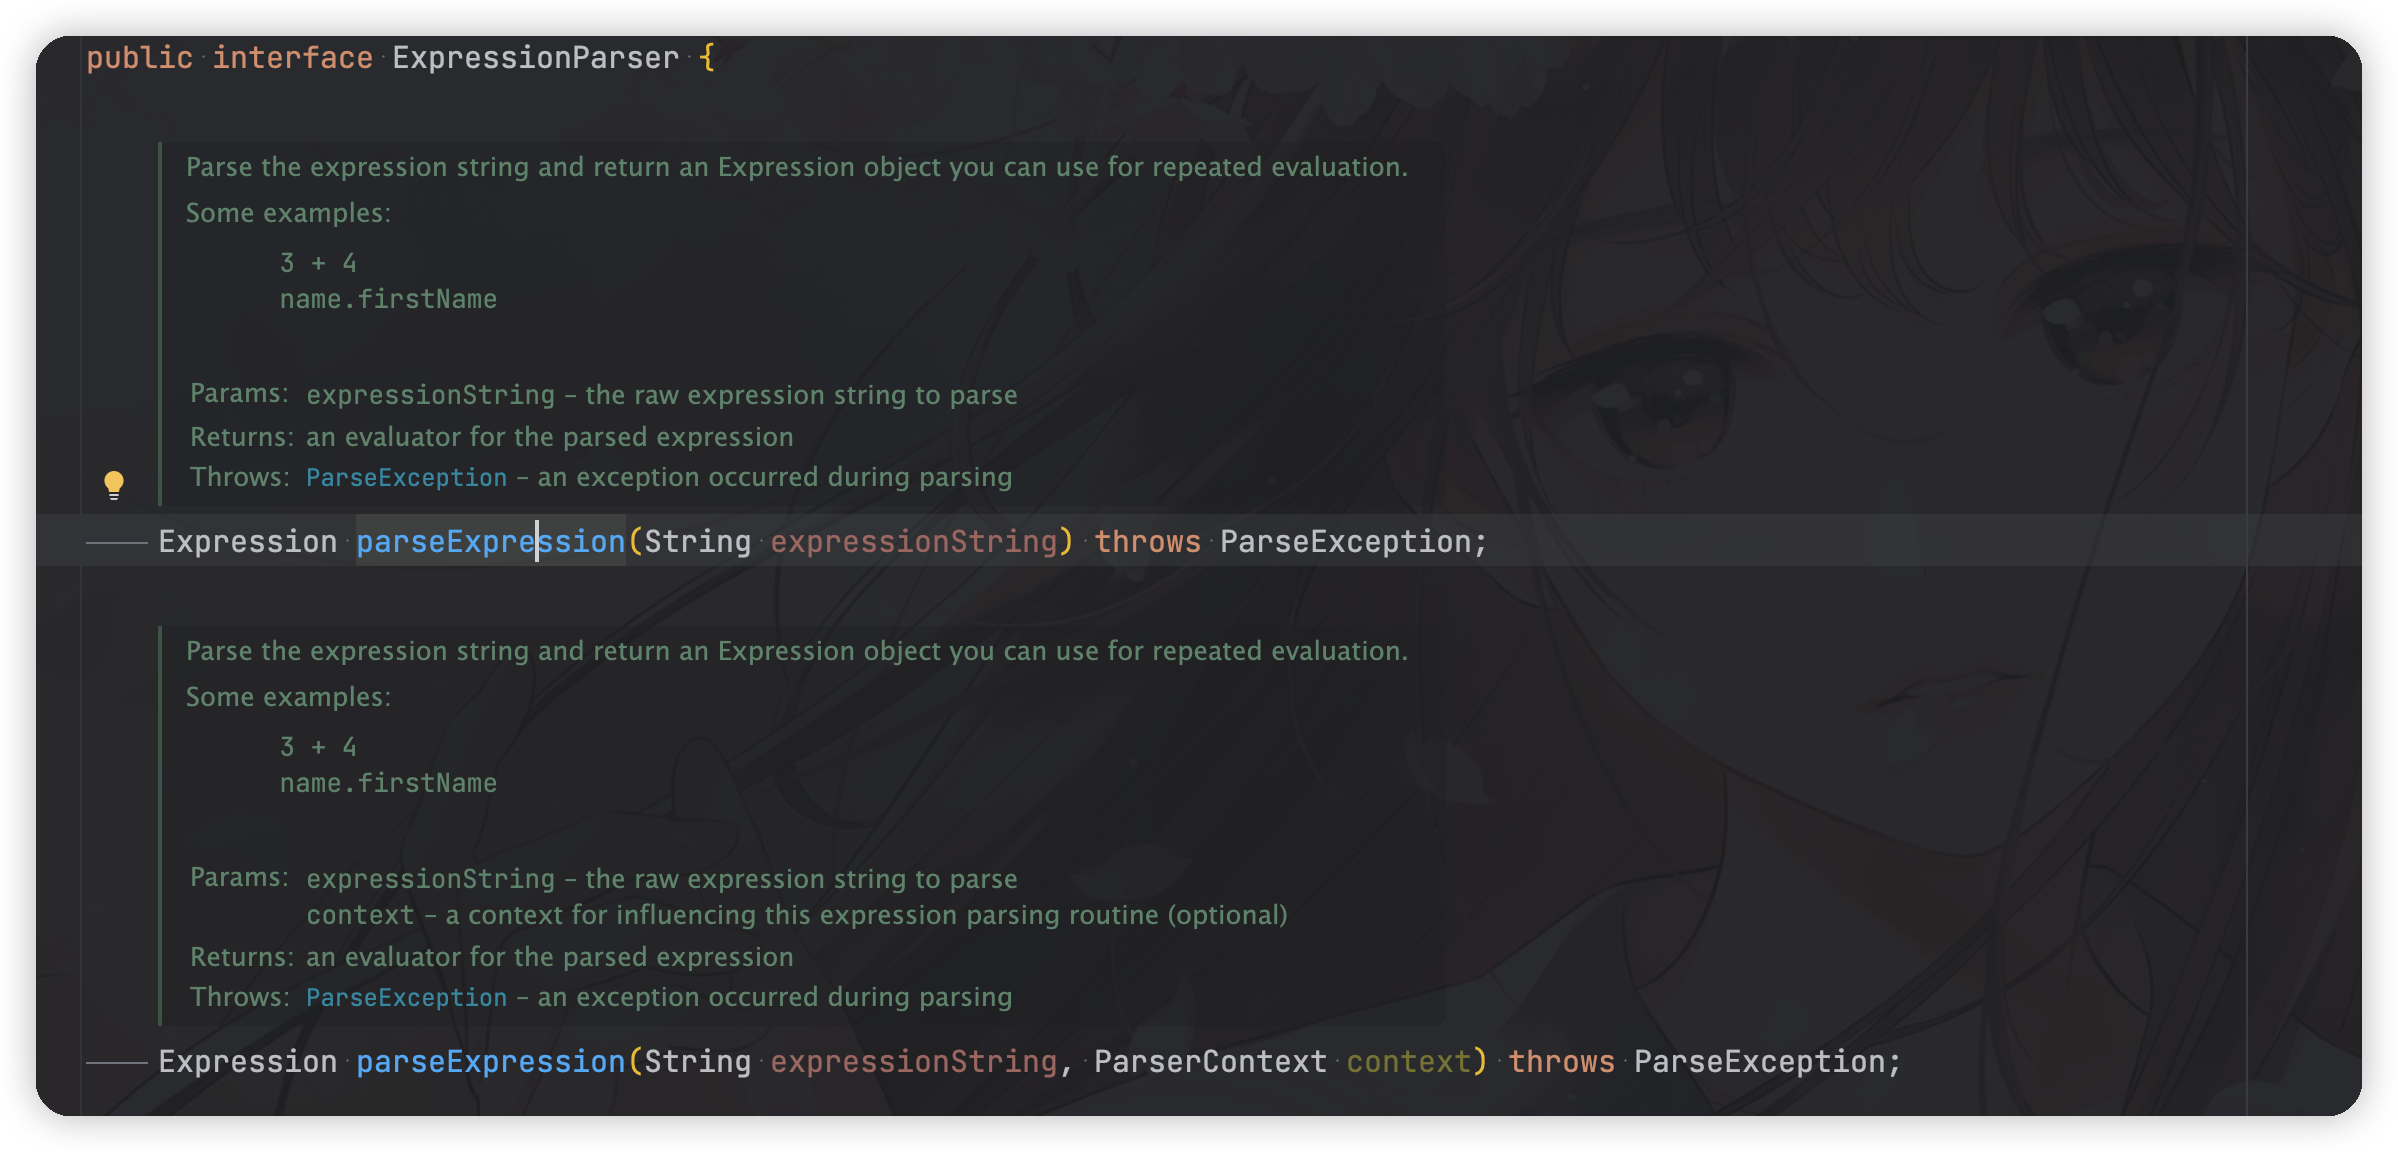 public interface ExpressionParser {
Parse the expression string and return an Expression object you can use for repeated evaluation.
Some examples:
3 + 4
name.firstName
Params: expressionString – the raw expression string to parse
Returns: an evaluator for the parsed expression
Throws: ParseException – an exception occurred during parsing
Expression parseExpression(String expressionString) throws ParseException;
Parse the expression string and return an Expression object you can use for repeated evaluation.
Some examples:
3 + 4
name.firstName
Params: expressionString – the raw expression string to parse
context – a context for influencing this expression parsing routine (optional)
Returns: an evaluator for the parsed expression
Throws: ParseException – an exception occurred during parsing
Expression parseExpression(String expressionString, ParserContext context) throws ParseException;